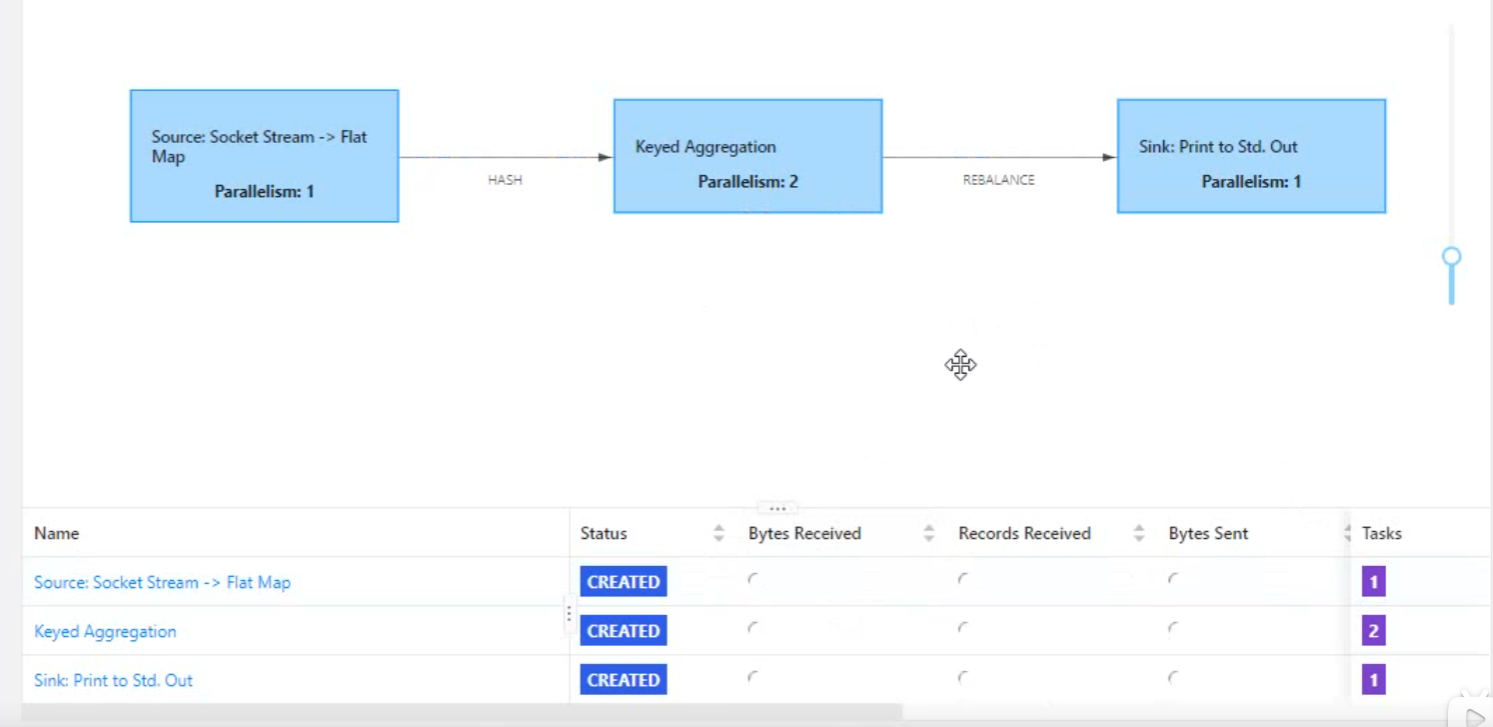 Source: Socket Stream -> Flat
Map
Parallelism: 1
HASH
Keyed Aggregation
Parallelism: 2
REBALANCE
Sink: Print to Std. Out
Parallelism: 1
Name Status Bytes Received Records Received Bytes Sent Tasks
Source: Socket Stream -> Flat Map CREATED 1
Keyed Aggregation CREATED 2
Sink: Print to Std. Out CREATED 1